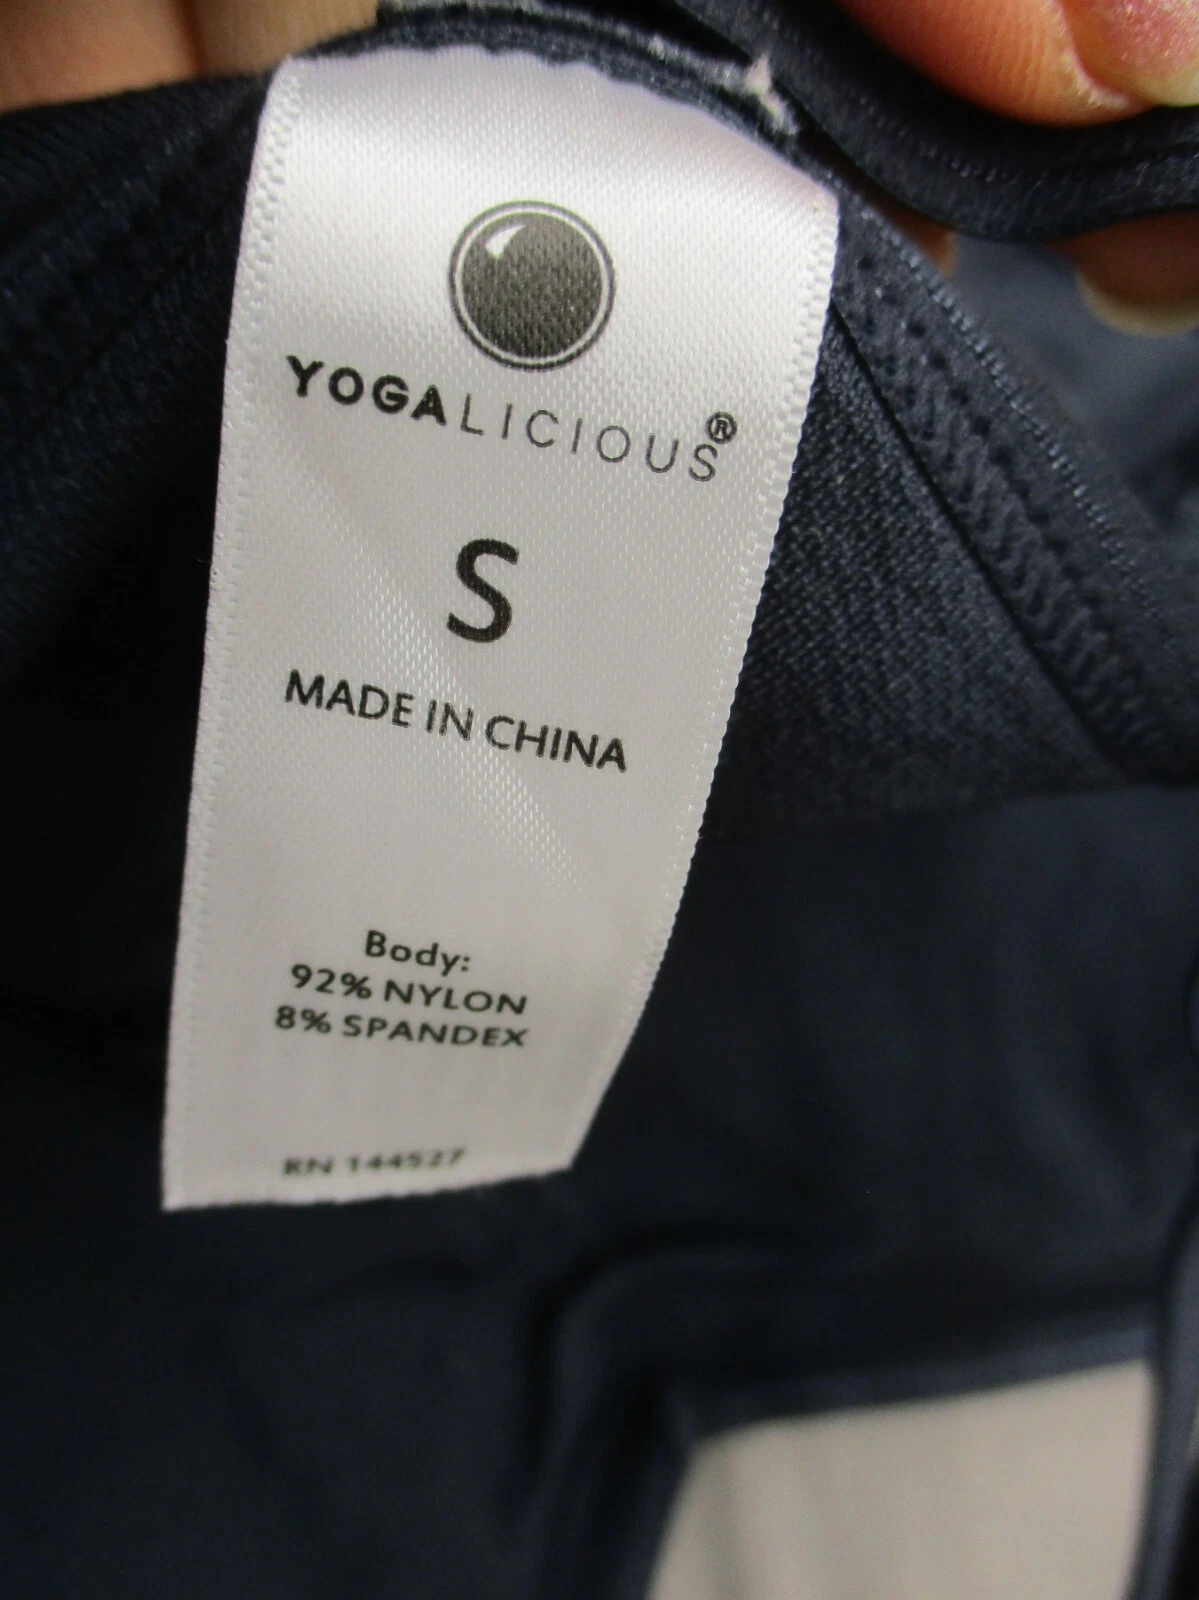 YOGALICIOUS®
S
MADE IN CHINA
Body:
92% NYLON
8% SPANDEX
RN 144527